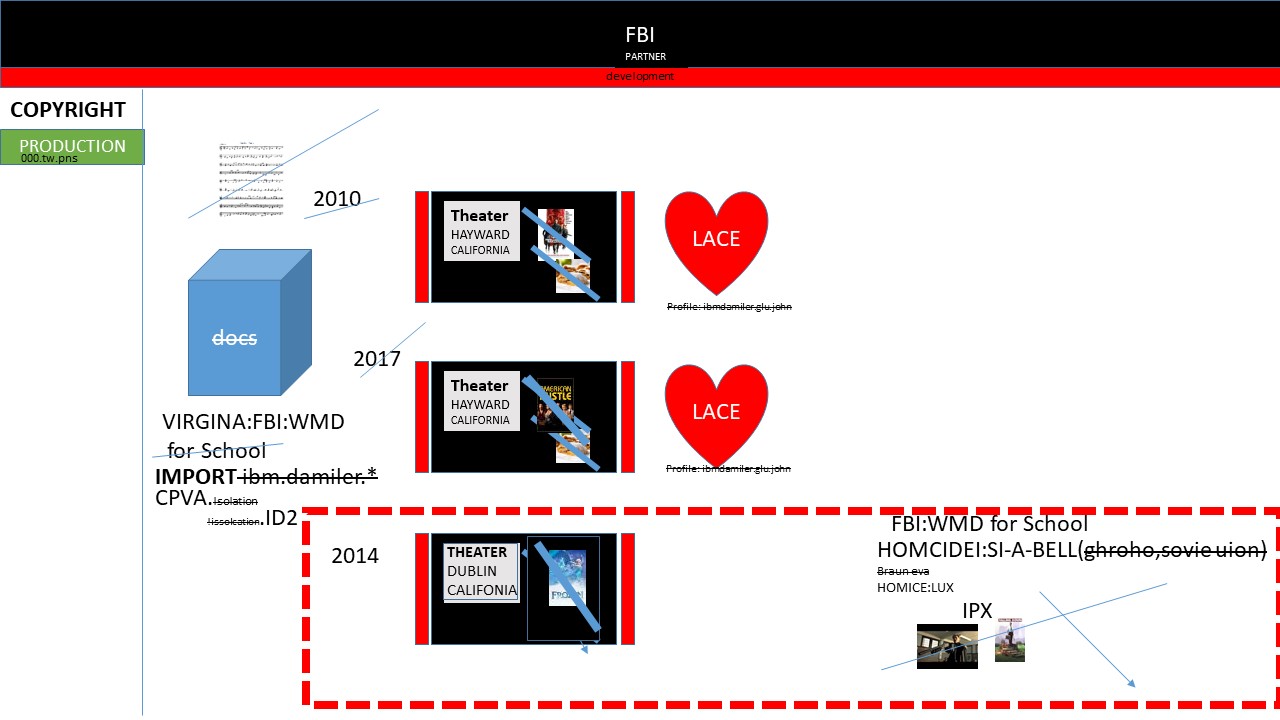 FBI
PARTNER
development
COPYRIGHT
PRODUCTION
000.tw.pns
2010
Theater
HAYWARD
CALIFORNIA
LACE
Profile: ibmdamiler.glu.john
docs
2017
Theater
HAYWARD
CALIFORNIA
AMERICAN
HUSTLE
LACE
Profile: ibmdamiler.glu.john
VIRGINA:FBI:WMD
for School
IMPORT ibm.damiler.*
CPVA.Isolation
!issolcation.ID2
2014
THEATER
DUBLIN
CALIFONIA
FROZEN
FBI:WMD for School
HOMCIDEI:SI-A-BELL(ghroho,sovie uion)
Braun eva
HOMICE:LUX
IPX